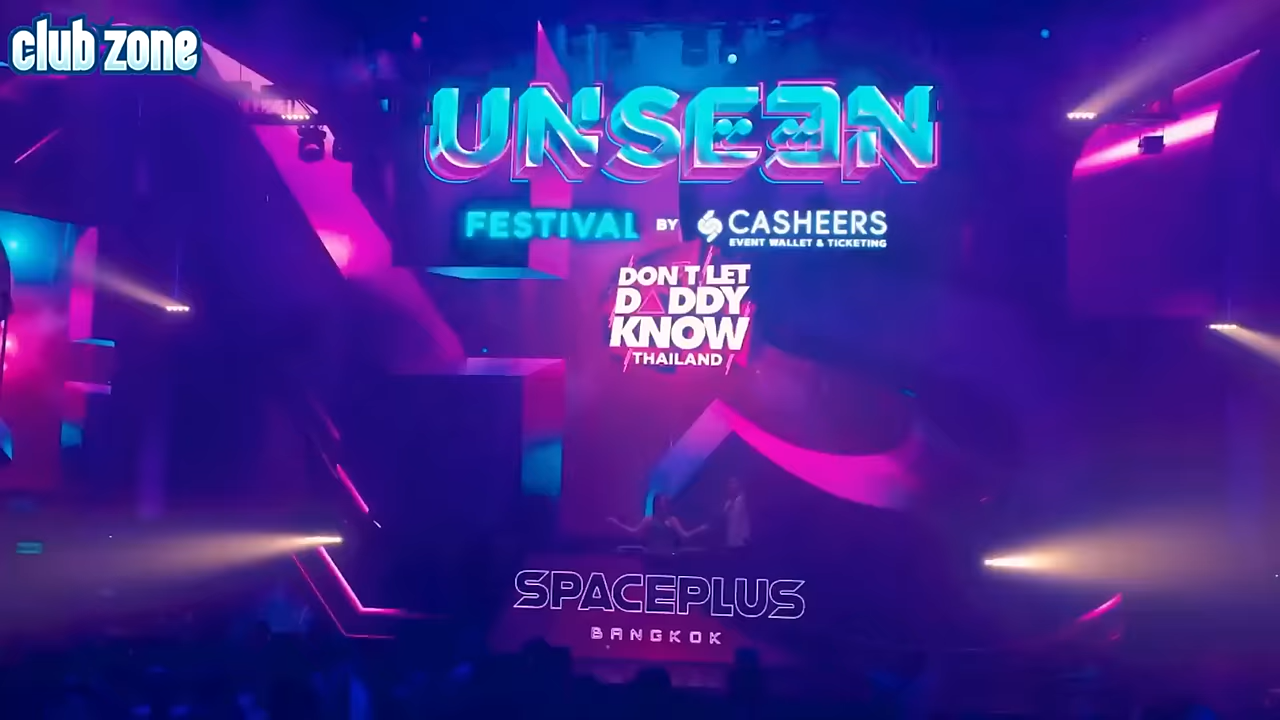 club zone
UNSEEN
FESTIVAL BY CASHEERS
EVENT WALLET & TICKETING
DON'T LET
DADDY
KNOW
THAILAND
SPACEPLUS
BANGKOK